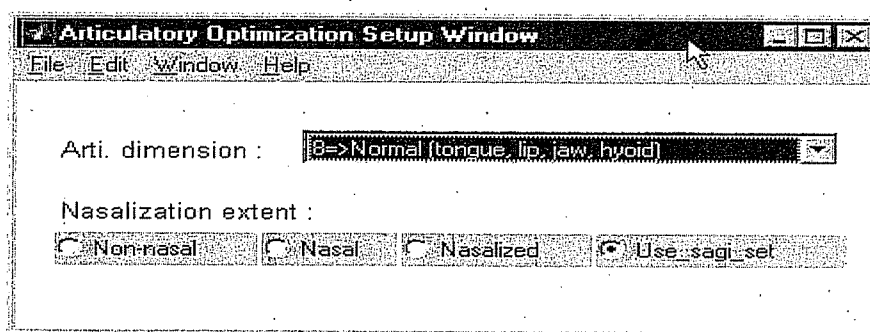 Articulatory Optimization Setup Window
File Edit Window Help
Arti. dimension : 8=>Normal (tongue, lip, jaw, hyoid)
Nasalization extent :
Non-nasal Nasal Nasalized Use_sagi_set